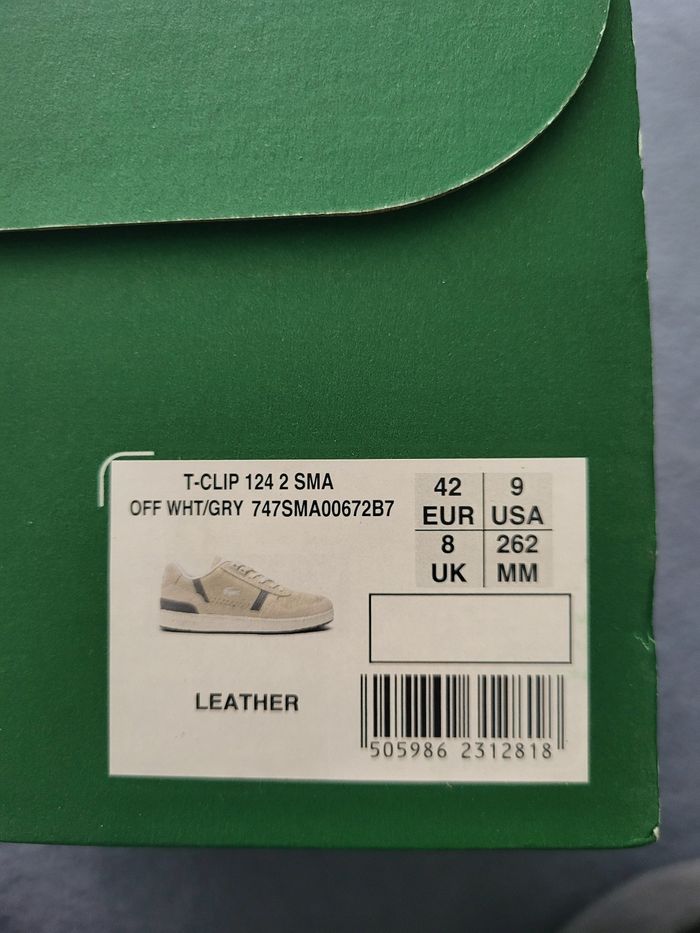 T-CLIP 124 2 SMA
OFF WHT/GRY 747SMA00672B7
42 EUR
9 USA
8 UK
262 MM
LEATHER
505986 2312818